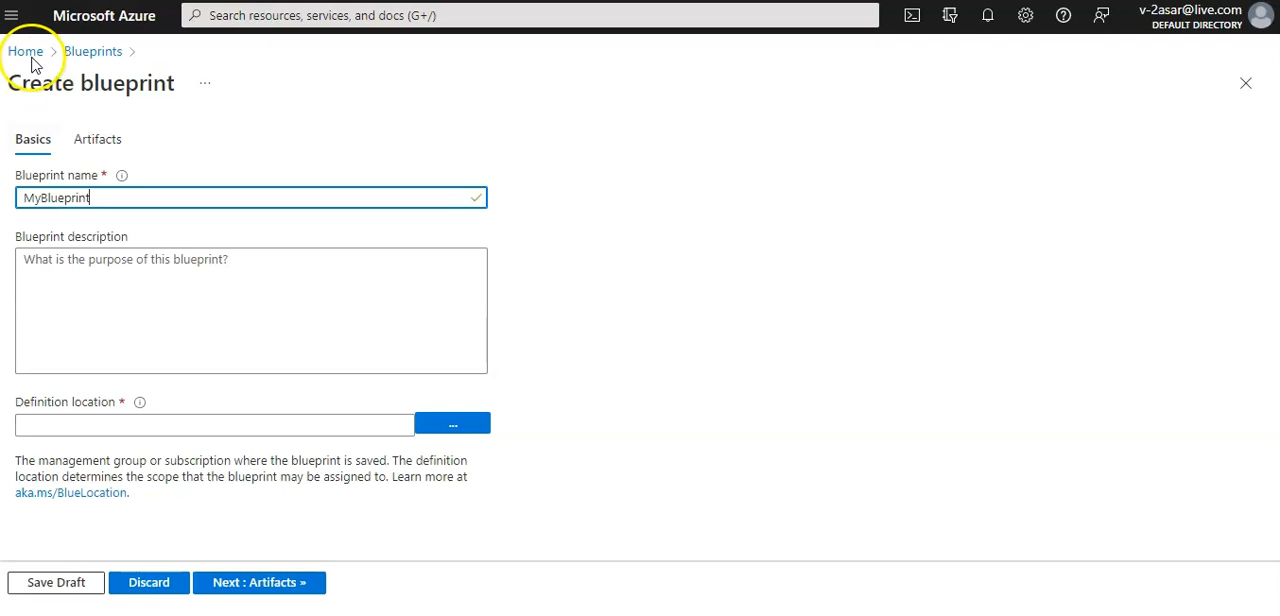 Microsoft Azure
Search resources, services, and docs (G+/)
v-2asar@live.com
DEFAULT DIRECTORY
Home > Blueprints >
Create blueprint ...
Basics Artifacts
Blueprint name *
MyBlueprint
Blueprint description
What is the purpose of this blueprint?
Definition location *
...
The management group or subscription where the blueprint is saved. The definition
location determines the scope that the blueprint may be assigned to. Learn more at
aka.ms/BlueLocation.
Save Draft Discard Next : Artifacts »